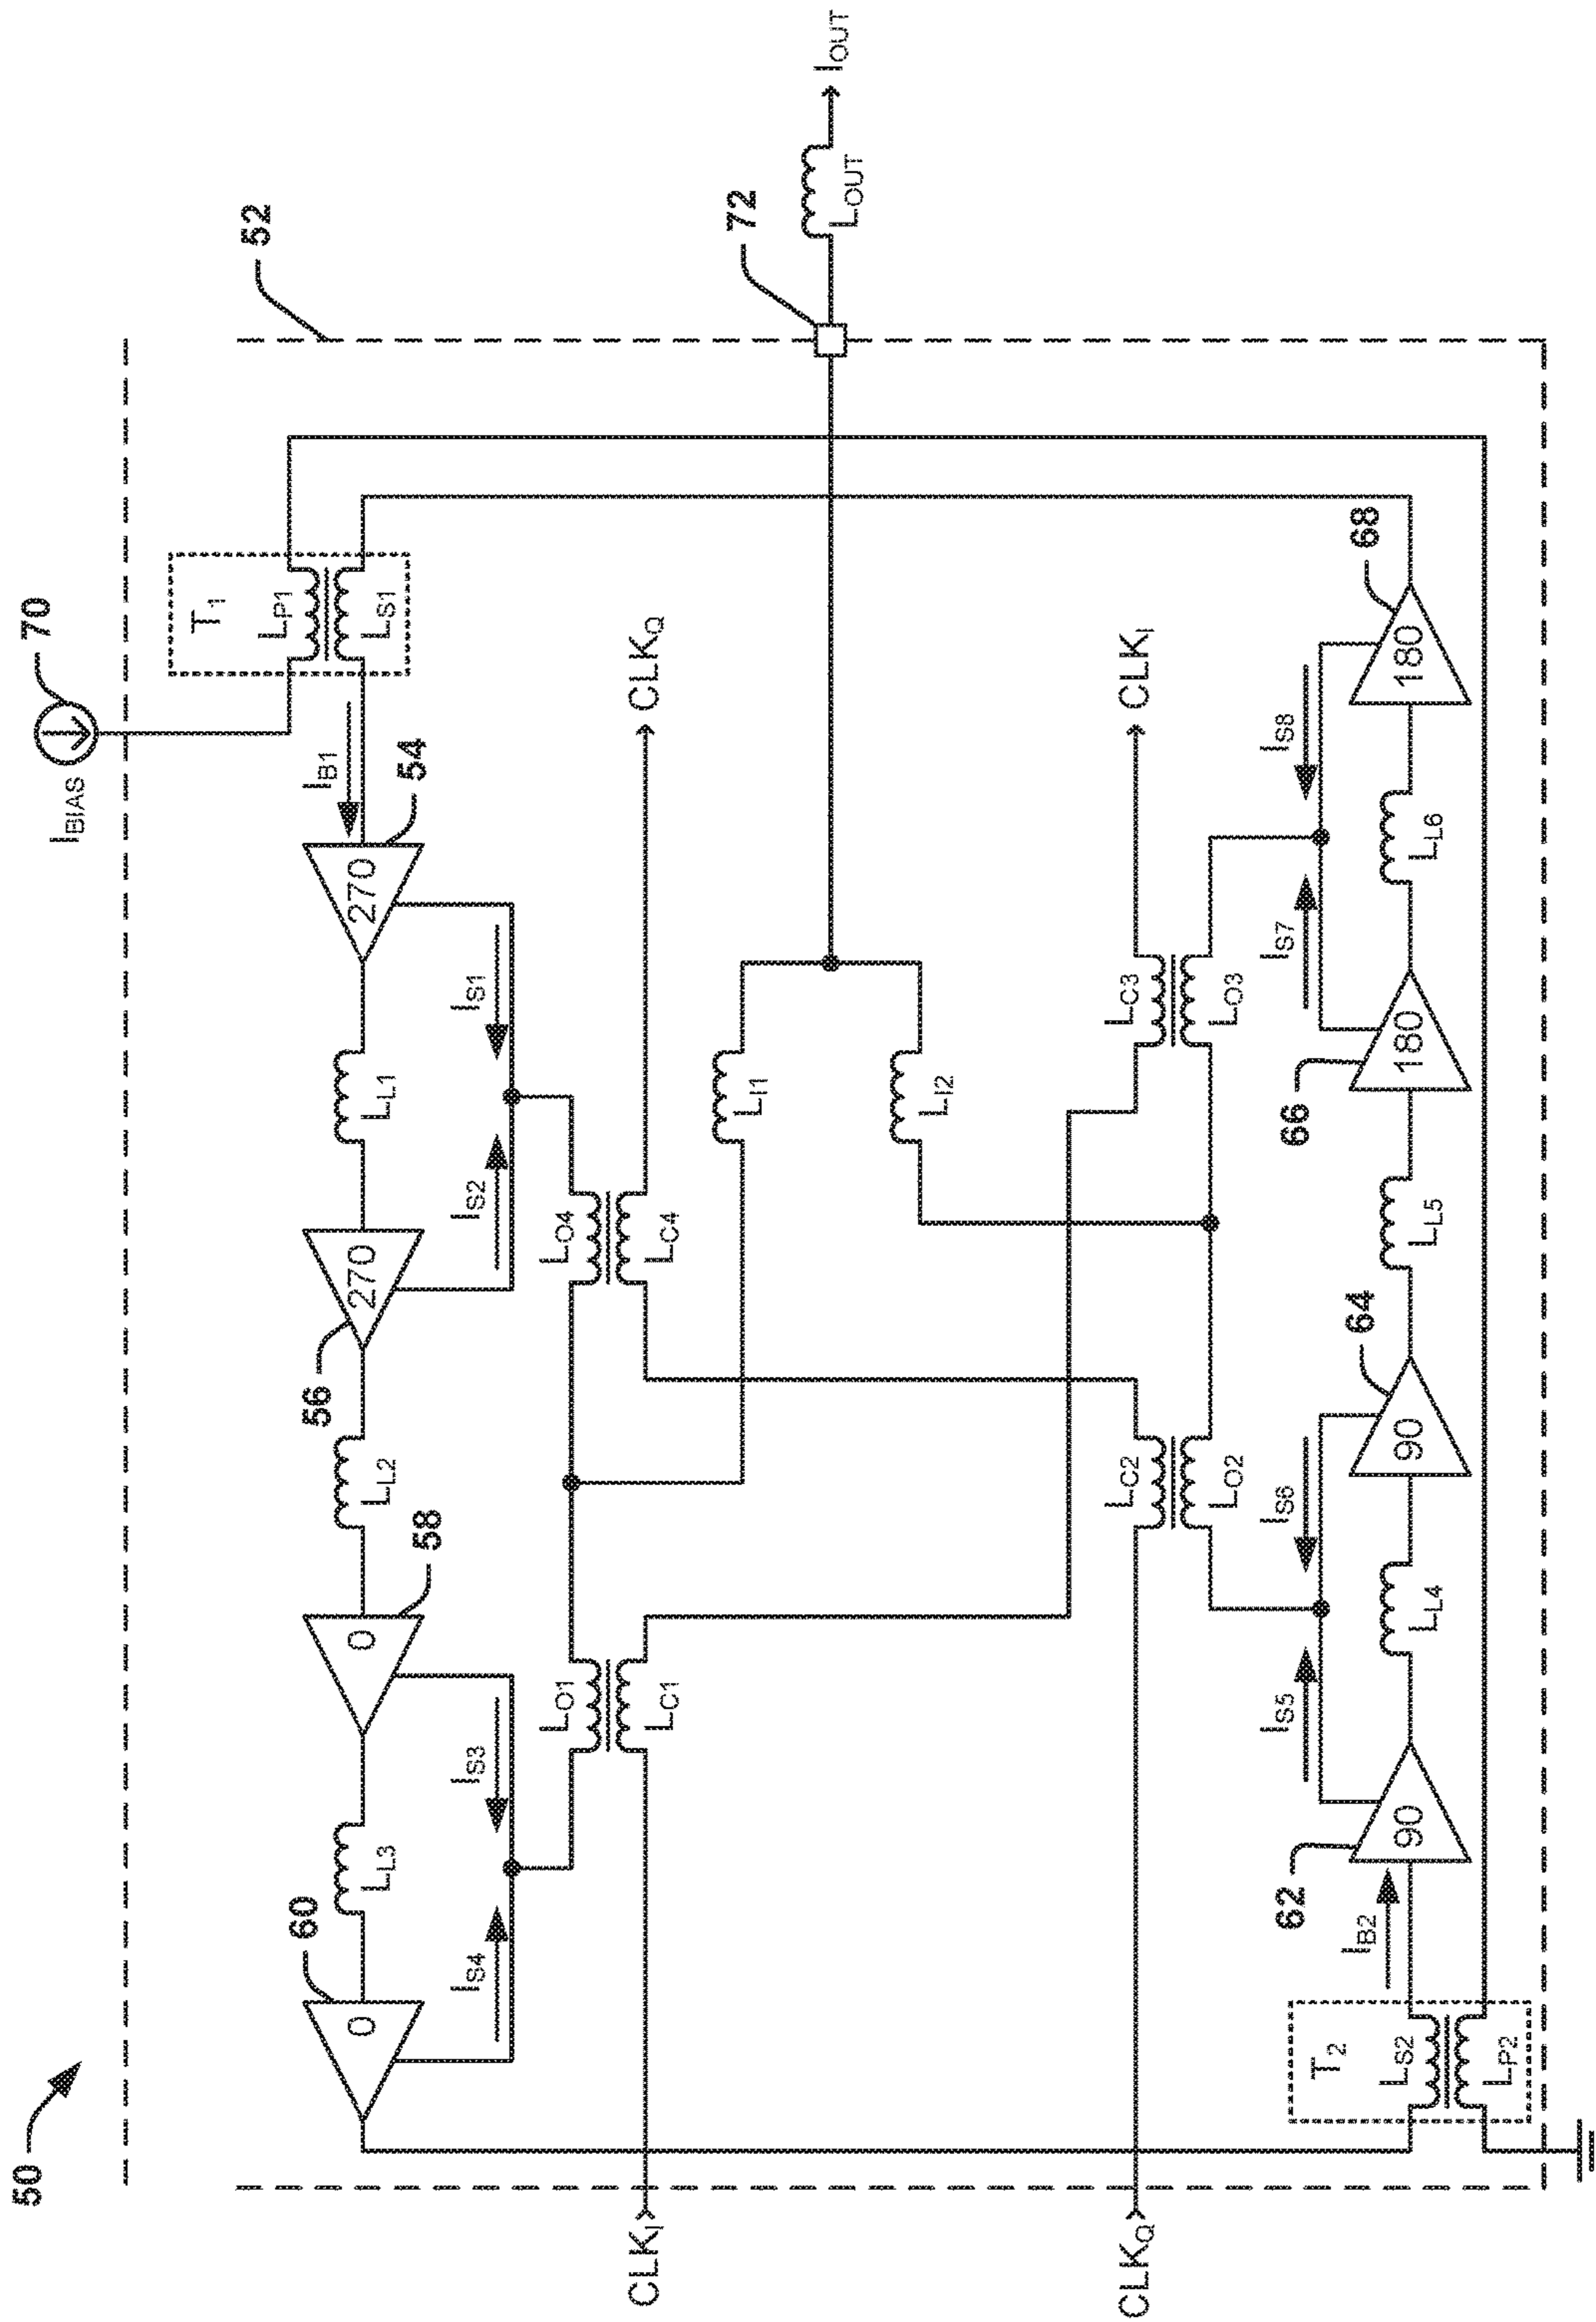 50
I_BIAS
70
52
T_1
L_P1
L_S1
60
0
L_L3
58
0
L_L2
56
270
L_L1
270
54
I_B1
I_S4
I_S3
I_S2
I_S1
L_O1
L_C1
L_O4
L_C4
CLK_I
CLK_Q
L_I1
L_I2
72
L_OUT
I_OUT
CLK_Q
L_C2
L_O2
L_C3
L_O3
CLK_I
I_S5
I_S6
I_S7
I_S8
T_2
L_S2
L_P2
I_B2
62
90
L_L4
64
90
L_L5
66
180
L_L6
180
68